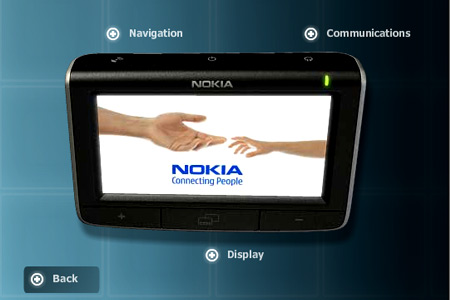 Navigation
Communications
NOKIA
NOKIA
Connecting People
Display
Back